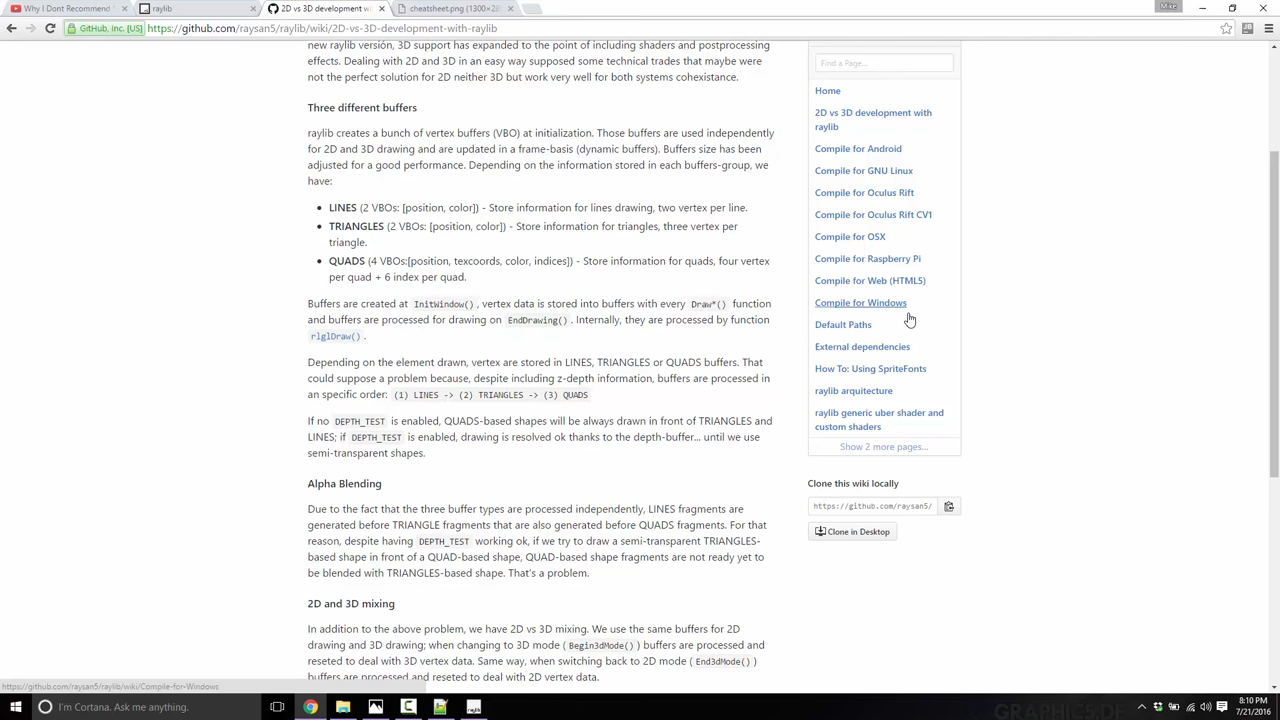 Why I Dont Recommend S
raylib
2D vs 3D development wit
cheatsheet.png (1300×28
Mike
GitHub, Inc. [US]
https://github.com/raysan5/raylib/wiki/2D-vs-3D-development-with-raylib
new raylib versión, 3D support has expanded to the point of including shaders and postprocessing
effects. Dealing with 2D and 3D in an easy way supposed some technical trades that maybe were
not the perfect solution for 2D neither 3D but work very well for both systems cohexistance.
Three different buffers
raylib creates a bunch of vertex buffers (VBO) at initialization. Those buffers are used independently
for 2D and 3D drawing and are updated in a frame-basis (dynamic buffers). Buffers size has been
adjusted for a good performance. Depending on the information stored in each buffers-group, we
have:
• LINES (2 VBOs: [position, color]) - Store information for lines drawing, two vertex per line.
• TRIANGLES (2 VBOs: [position, color]) - Store information for triangles, three vertex per
triangle.
• QUADS (4 VBOs:[position, texcoords, color, indices]) - Store information for quads, four vertex
per quad + 6 index per quad.
Buffers are created at InitWindow(), vertex data is stored into buffers with every Draw*() function
and buffers are processed for drawing on EndDrawing(). Internally, they are processed by function
rlglDraw().
Depending on the element drawn, vertex are stored in LINES, TRIANGLES or QUADS buffers. That
could suppose a problem because, despite including z-depth information, buffers are processed in
an specific order: (1) LINES -> (2) TRIANGLES -> (3) QUADS
If no DEPTH_TEST is enabled, QUADS-based shapes will be always drawn in front of TRIANGLES and
LINES; if DEPTH_TEST is enabled, drawing is resolved ok thanks to the depth-buffer... until we use
semi-transparent shapes.
Alpha Blending
Due to the fact that the three buffer types are processed independently, LINES fragments are
generated before TRIANGLE fragments that are also generated before QUADS fragments. For that
reason, despite having DEPTH_TEST working ok, if we try to draw a semi-transparent TRIANGLES-
based shape in front of a QUAD-based shape, QUAD-based shape fragments are not ready yet to
be blended with TRIANGLES-based shape. That's a problem.
2D and 3D mixing
In addition to the above problem, we have 2D vs 3D mixing. We use the same buffers for 2D
drawing and 3D drawing; when changing to 3D mode (Begin3dMode()) buffers are processed and
reseted to deal with 3D vertex data. Same way, when switching back to 2D mode (End3dMode())
buffers are processed and reseted to deal with 2D vertex data.
Find a Page...
Home
2D vs 3D development with
raylib
Compile for Android
Compile for GNU Linux
Compile for Oculus Rift
Compile for Oculus Rift CV1
Compile for OSX
Compile for Raspberry Pi
Compile for Web (HTML5)
Compile for Windows
Default Paths
External dependencies
How To: Using SpriteFonts
raylib arquitecture
raylib generic uber shader and
custom shaders
Show 2 more pages...
Clone this wiki locally
https://github.com/raysan5/
Clone in Desktop
https://github.com/raysan5/raylib/wiki/Compile-for-Windows
I'm Cortana. Ask me anything.
raylib
8:10 PM
7/21/2016